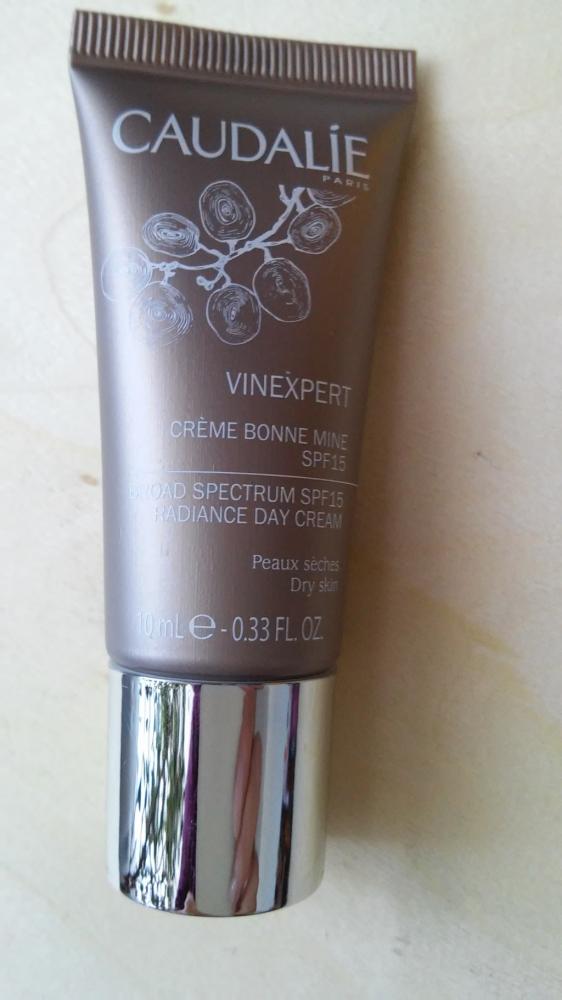 CAUDALÍE
PARIS
VINEXPERT
CRÈME BONNE MINE
SPF15
BROAD SPECTRUM SPF15
RADIANCE DAY CREAM
Peaux sèches
Dry skin
10 mL ℮ - 0.33 FL. OZ.